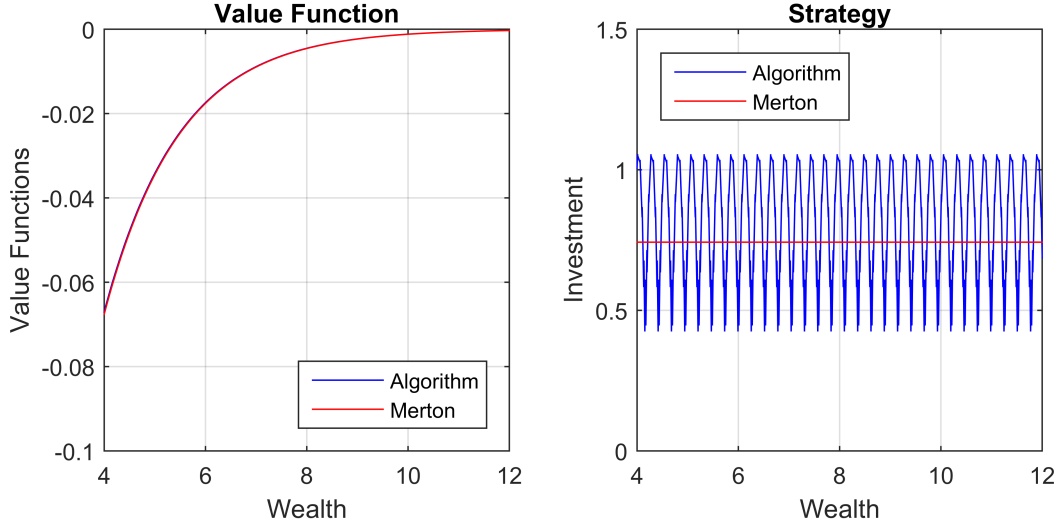 Value Function
0
-0.02
-0.04
-0.06
-0.08
-0.1
Value Functions
4
6
8
10
12
Wealth
Algorithm
Merton
Strategy
1.5
1
0.5
0
Investment
4
6
8
10
12
Wealth
Algorithm
Merton